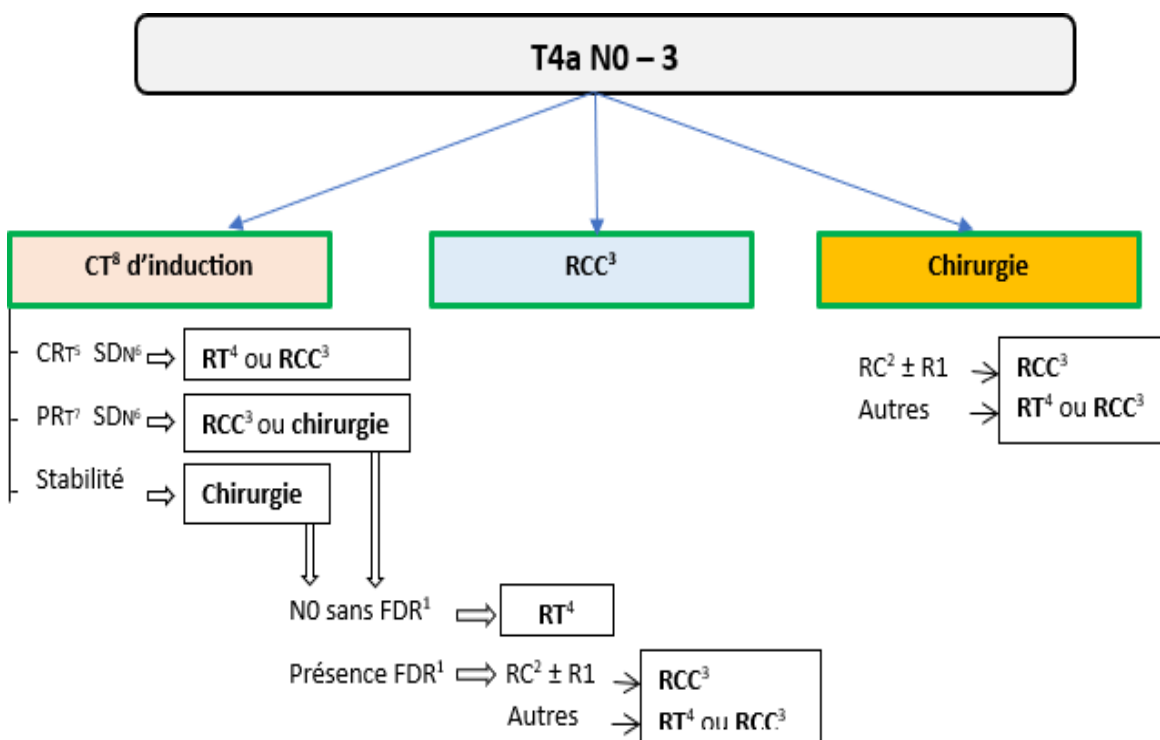 T4a N0 – 3
CT⁸ d'induction
RCC³
Chirurgie
CRT⁵ SDN⁶
RT⁴ ou RCC³
PRT⁷ SDN⁶
RCC³ ou chirurgie
Stabilité
Chirurgie
RC² ± R1
RCC³
Autres
RT⁴ ou RCC³
N0 sans FDR¹
RT⁴
Présence FDR¹
RC² ± R1
RCC³
Autres
RT⁴ ou RCC³